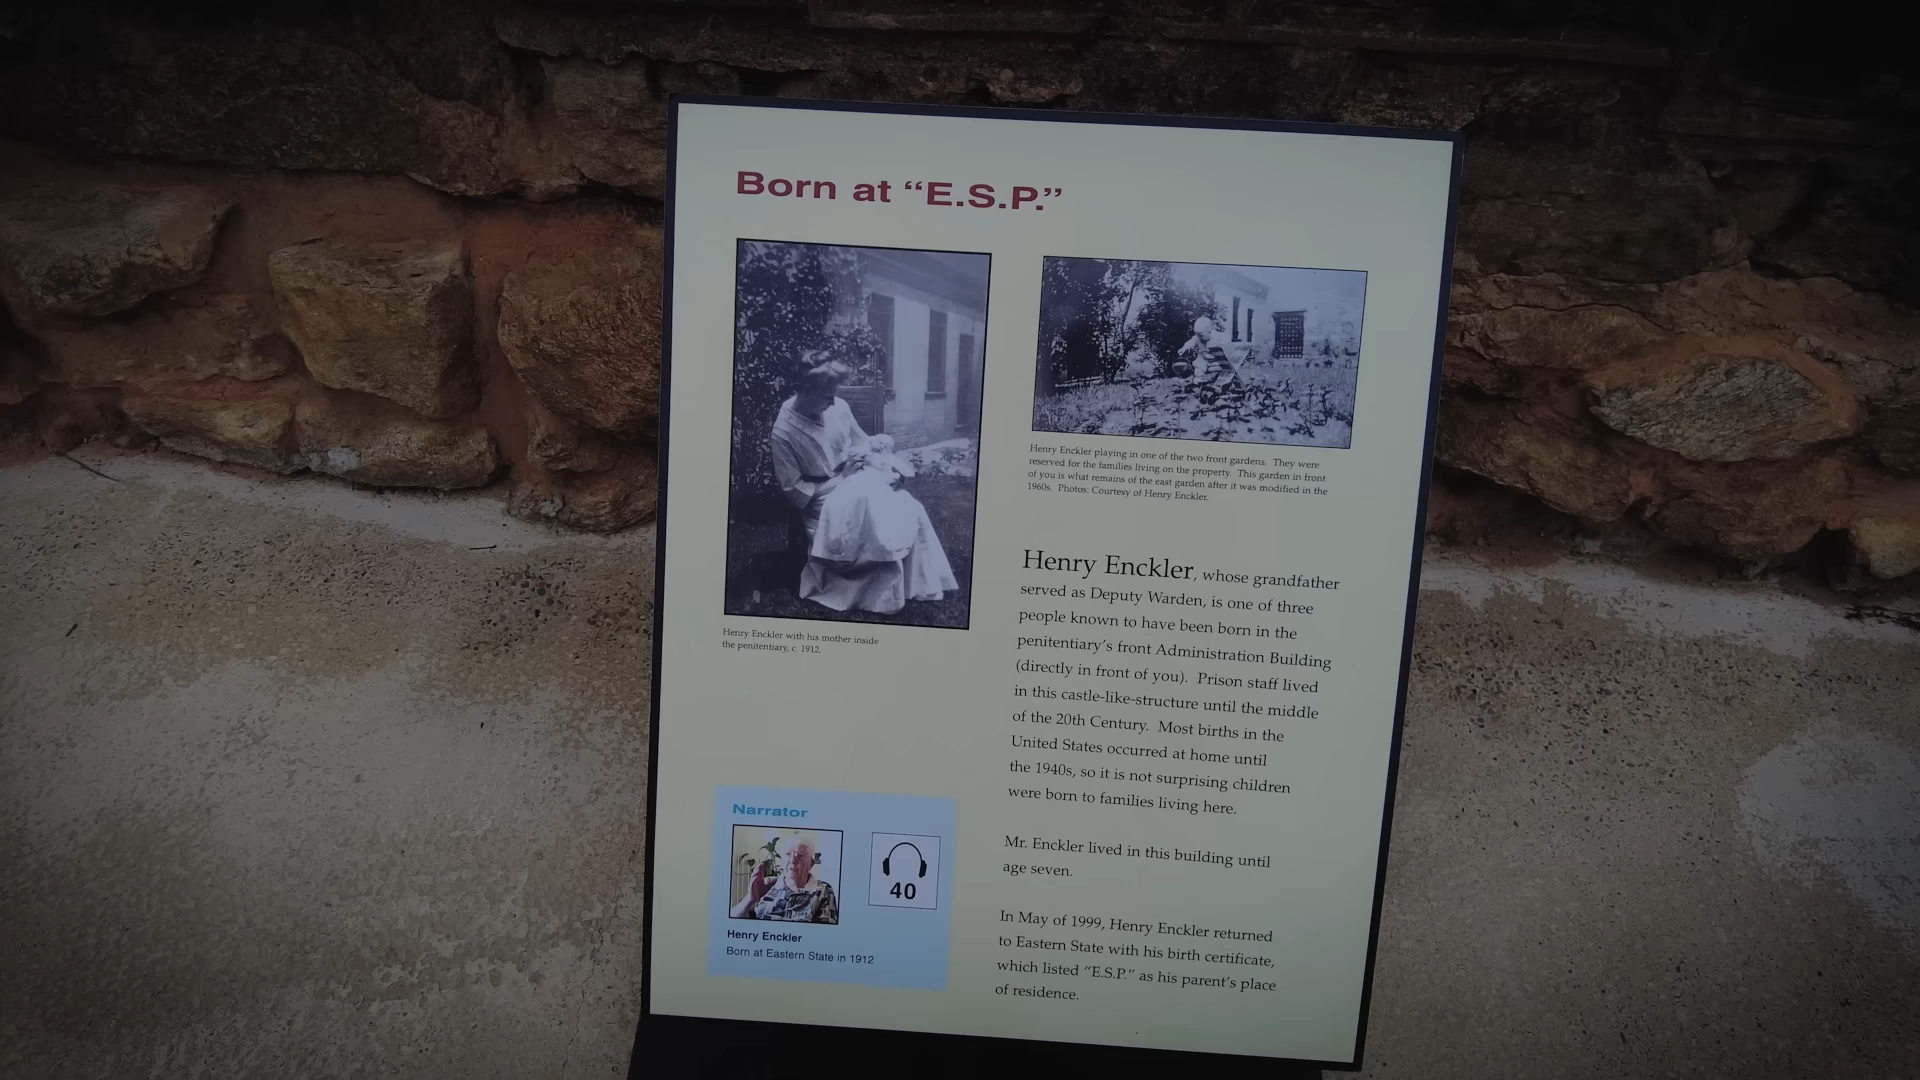 Born at “E.S.P.”
Henry Enckler with his mother inside
the penitentiary, c. 1912.
Henry Enckler playing in one of the two front gardens. They were
reserved for the families living on the property. This garden in front
of you is what remains of the east garden after it was modified in the
1960s. Photos: Courtesy of Henry Enckler.
Henry Enckler, whose grandfather
served as Deputy Warden, is one of three
people known to have been born in the
penitentiary’s front Administration Building
(directly in front of you). Prison staff lived
in this castle-like-structure until the middle
of the 20th Century. Most births in the
United States occurred at home until
the 1940s, so it is not surprising children
were born to families living here.
Mr. Enckler lived in this building until
age seven.
In May of 1999, Henry Enckler returned
to Eastern State with his birth certificate,
which listed “E.S.P.” as his parent’s place
of residence.
Narrator
40
Henry Enckler
Born at Eastern State in 1912